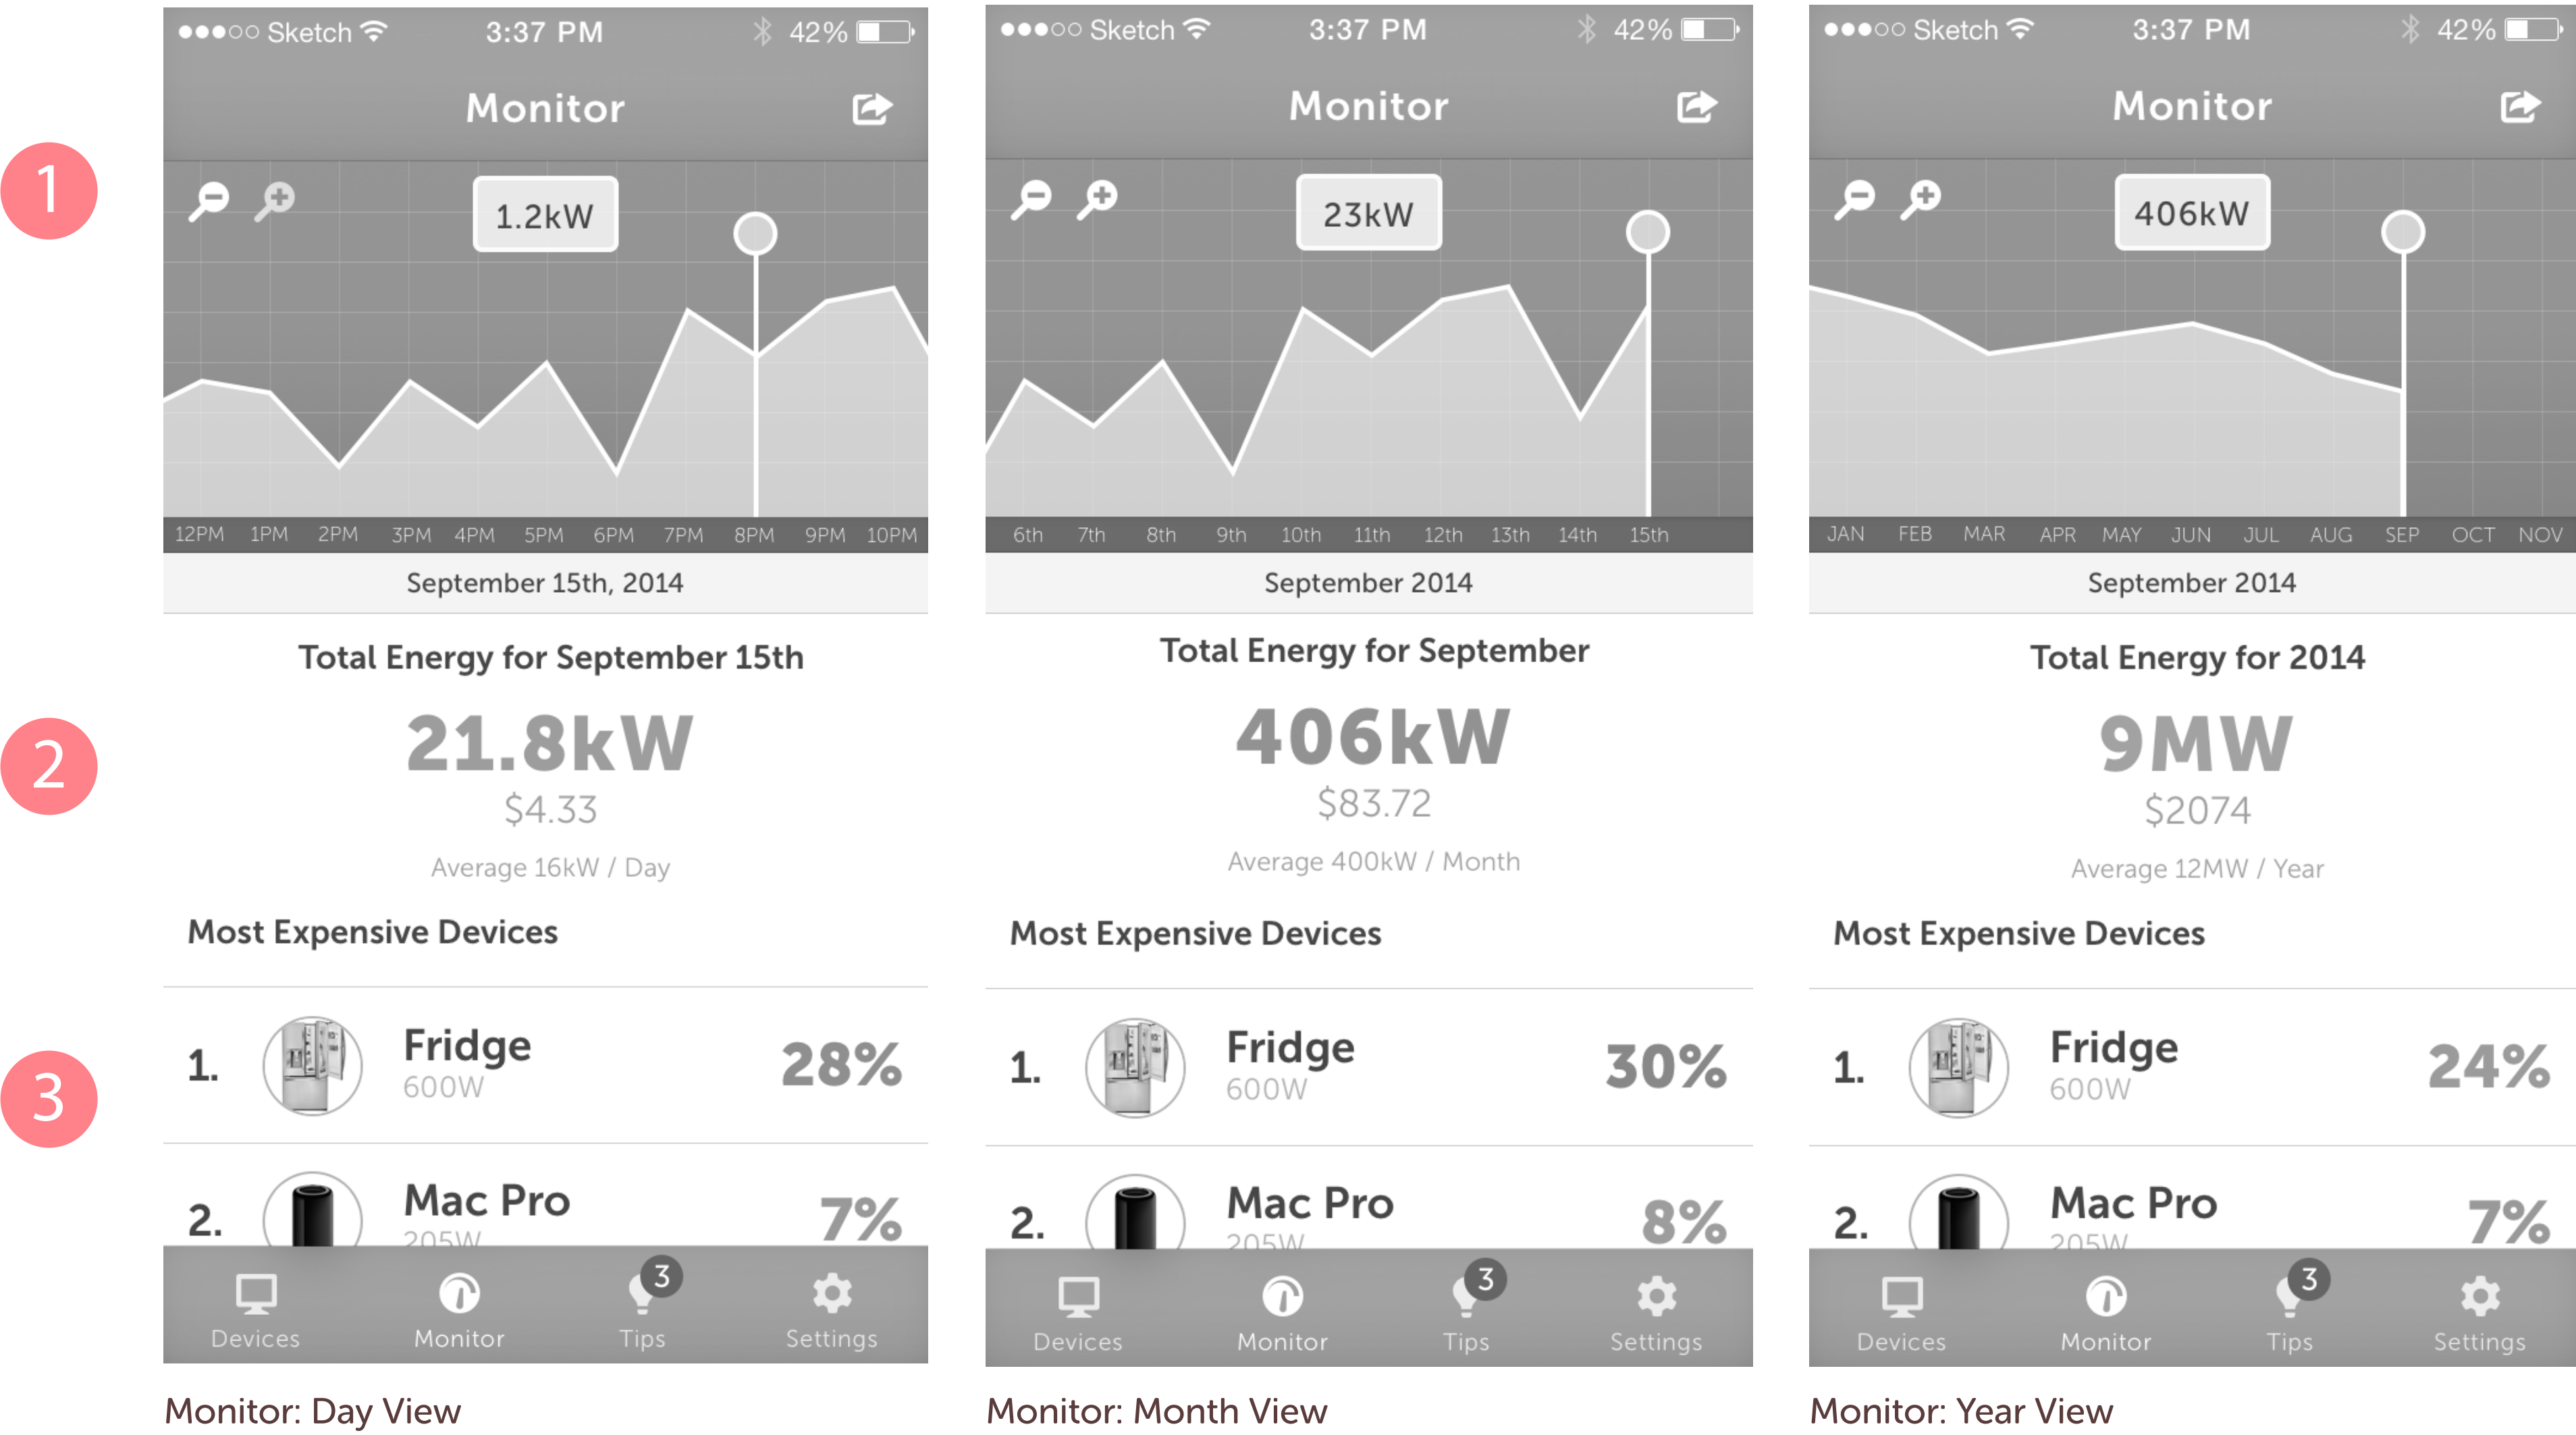 1
2
3
Sketch 3:37 PM 42%
Monitor
1.2kW
12PM 1PM 2PM 3PM 4PM 5PM 6PM 7PM 8PM 9PM 10PM
September 15th, 2014
Total Energy for September 15th
21.8kW
$4.33
Average 16kW / Day
Most Expensive Devices
1. Fridge 28%
600W
2. Mac Pro 7%
205W
3
Devices Monitor Tips Settings
Monitor: Day View
Sketch 3:37 PM 42%
Monitor
23kW
6th 7th 8th 9th 10th 11th 12th 13th 14th 15th
September 2014
Total Energy for September
406kW
$83.72
Average 400kW / Month
Most Expensive Devices
1. Fridge 30%
600W
2. Mac Pro 8%
205W
3
Devices Monitor Tips Settings
Monitor: Month View
Sketch 3:37 PM 42%
Monitor
406kW
JAN FEB MAR APR MAY JUN JUL AUG SEP OCT NOV
September 2014
Total Energy for 2014
9MW
$2074
Average 12MW / Year
Most Expensive Devices
1. Fridge 24%
600W
2. Mac Pro 7%
205W
3
Devices Monitor Tips Settings
Monitor: Year View